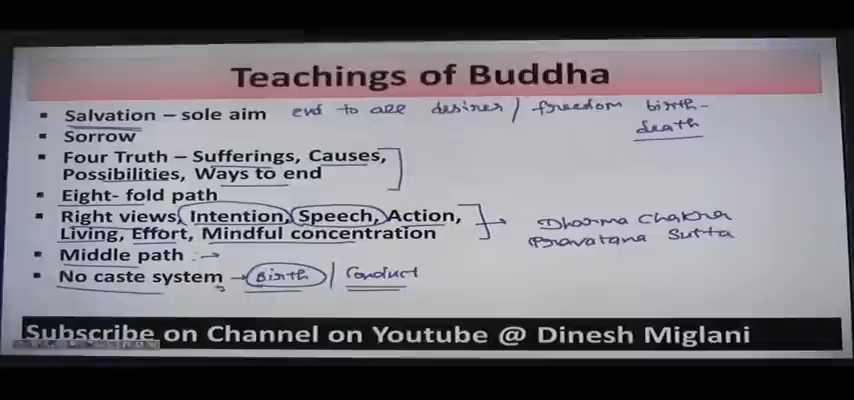 Teachings of Buddha
▪ Salvation – sole aim end to all desires / freedom birth-
death
▪ Sorrow
▪ Four Truth – Sufferings, Causes,
Possibilities, Ways to end
▪ Eight- fold path
▪ Right views, Intention, Speech, Action,
Living, Effort, Mindful concentration
Dharma Chakra
Pravatana Sutta
▪ Middle path :→
▪ No caste system → Birth / Conduct
Subscribe on Channel on Youtube @ Dinesh Miglani